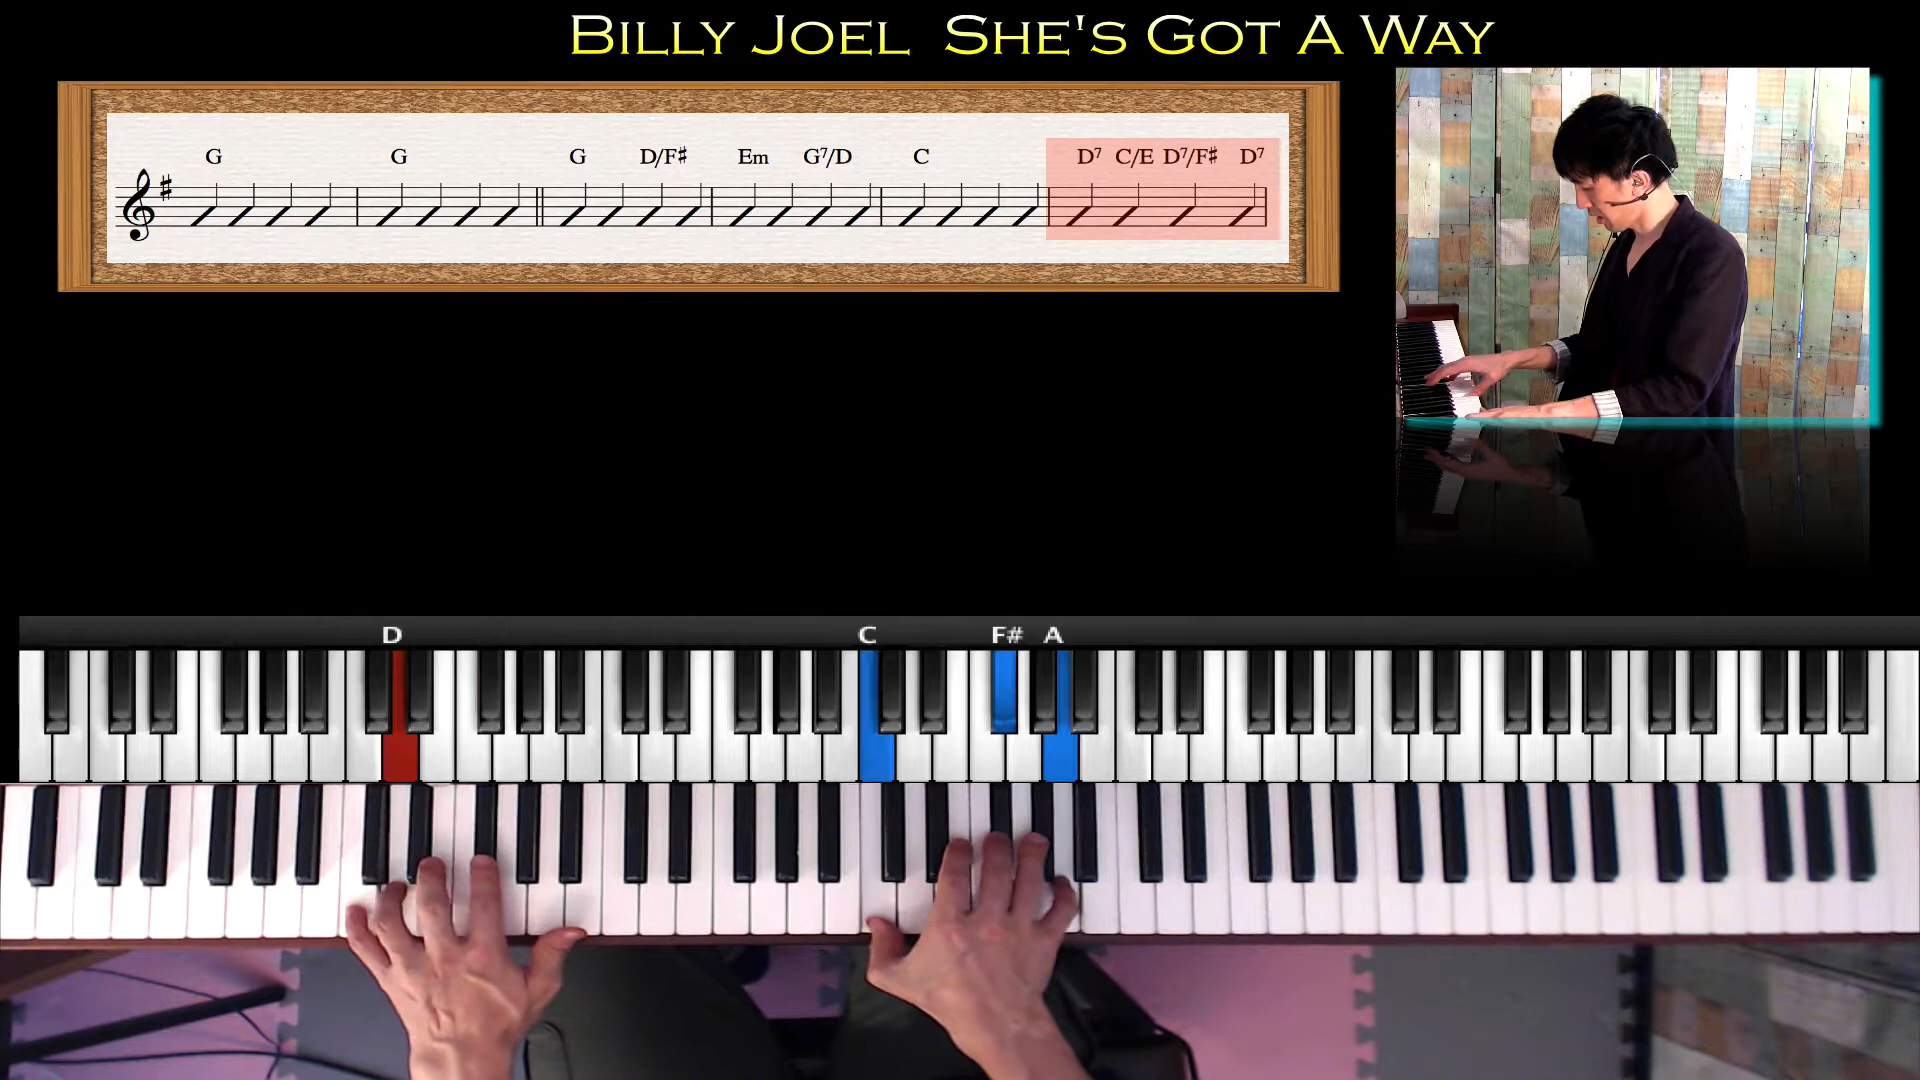 BILLY JOEL SHE'S GOT A WAY
G G G D/F♯ Em G7/D C D7 C/E D7/F♯ D7
D C F# A